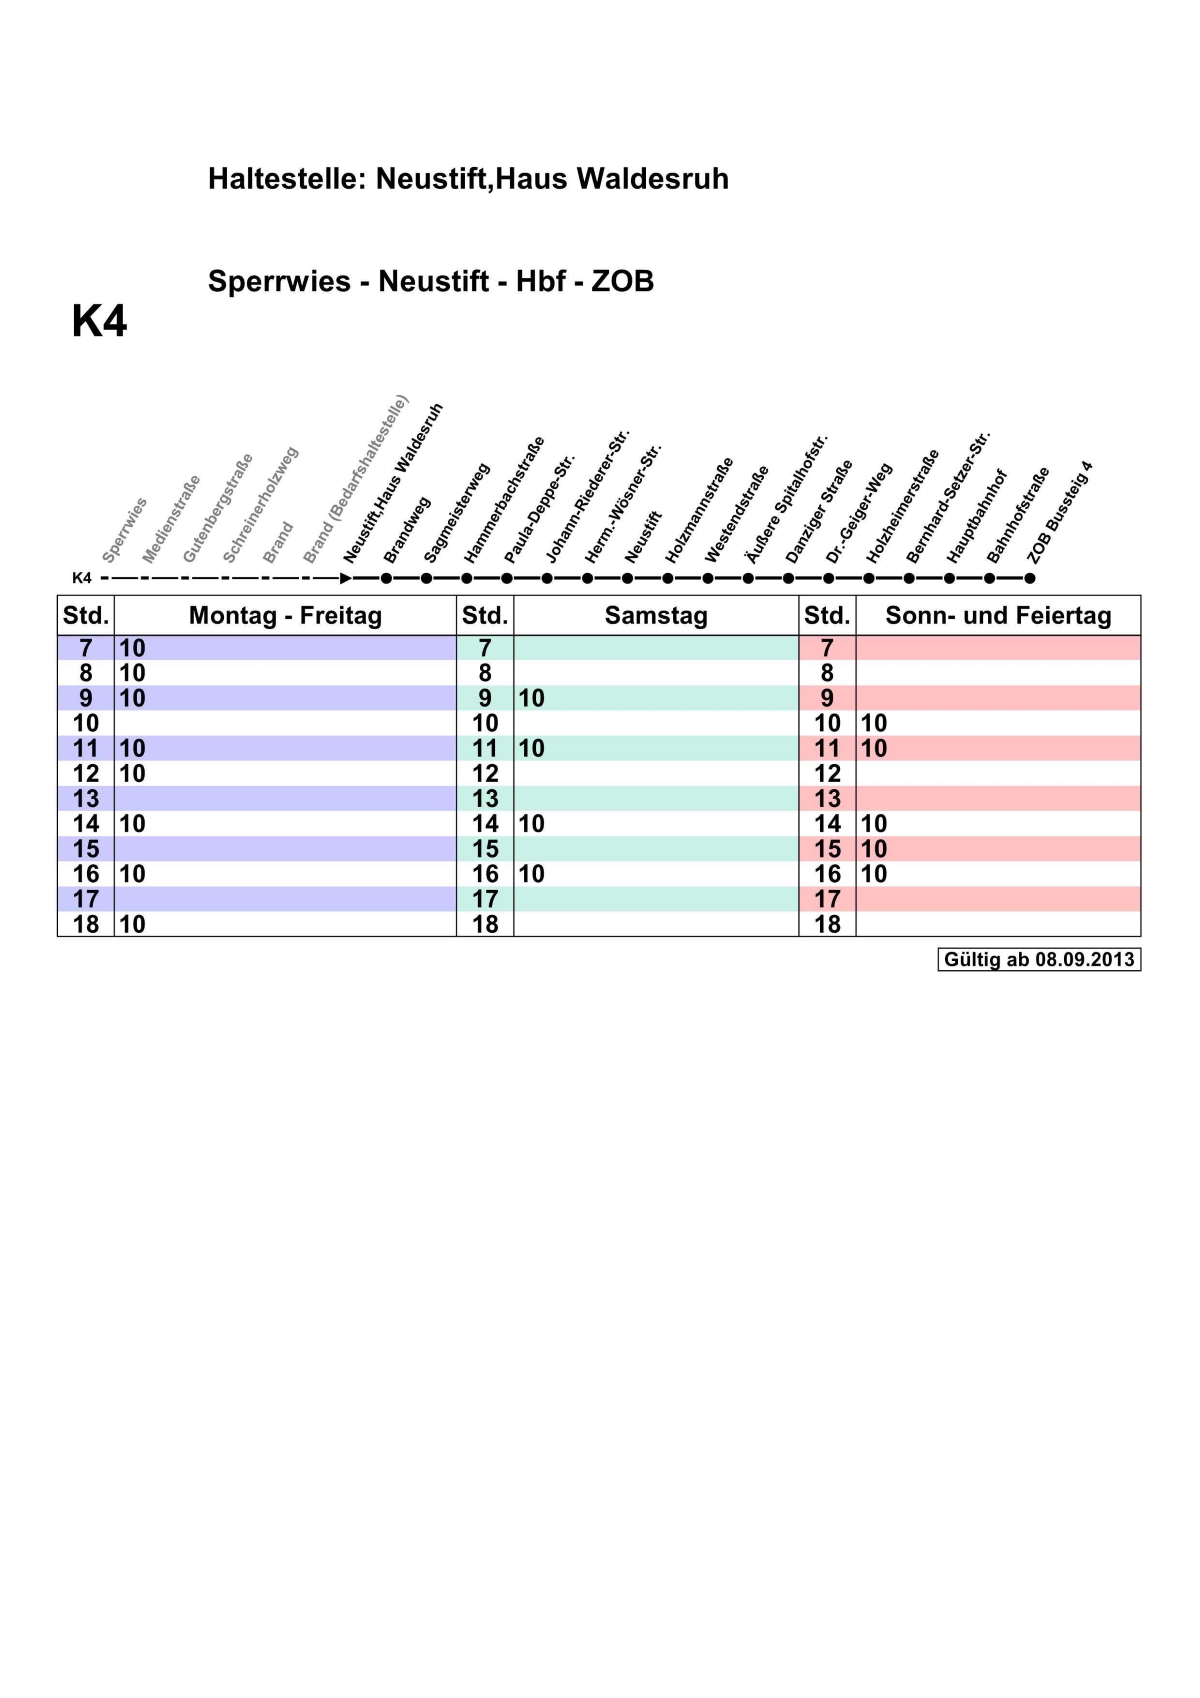 Haltestelle: Neustift,Haus Waldesruh
Sperrwies - Neustift - Hbf - ZOB
K4
Sperrwies
Medienstraße
Gutenbergstraße
Schreinerholzweg
Brand
Brand (Bedarfshaltestelle)
Neustift,Haus Waldesruh
Brandweg
Sagmeisterweg
Hammerbachstraße
Paula-Deppe-Str.
Johann-Riederer-Str.
Herm.-Wösner-Str.
Neustift
Holzmannstraße
Westendstraße
Äußere Spitalhofstr.
Danziger Straße
Dr.-Geiger-Weg
Holzheimerstraße
Bernhard-Setzer-Str.
Hauptbahnhof
Bahnhofstraße
ZOB Bussteig 4
K4
Std. Montag - Freitag Std. Samstag Std. Sonn- und Feiertag
7 10 7 7
8 10 8 8
9 10 9 10 9
10 10 10 10
11 10 11 10 11 10
12 10 12 12
13 13 13
14 10 14 10 14 10
15 15 15 10
16 10 16 10 16 10
17 17 17
18 10 18 18
Gültig ab 08.09.2013